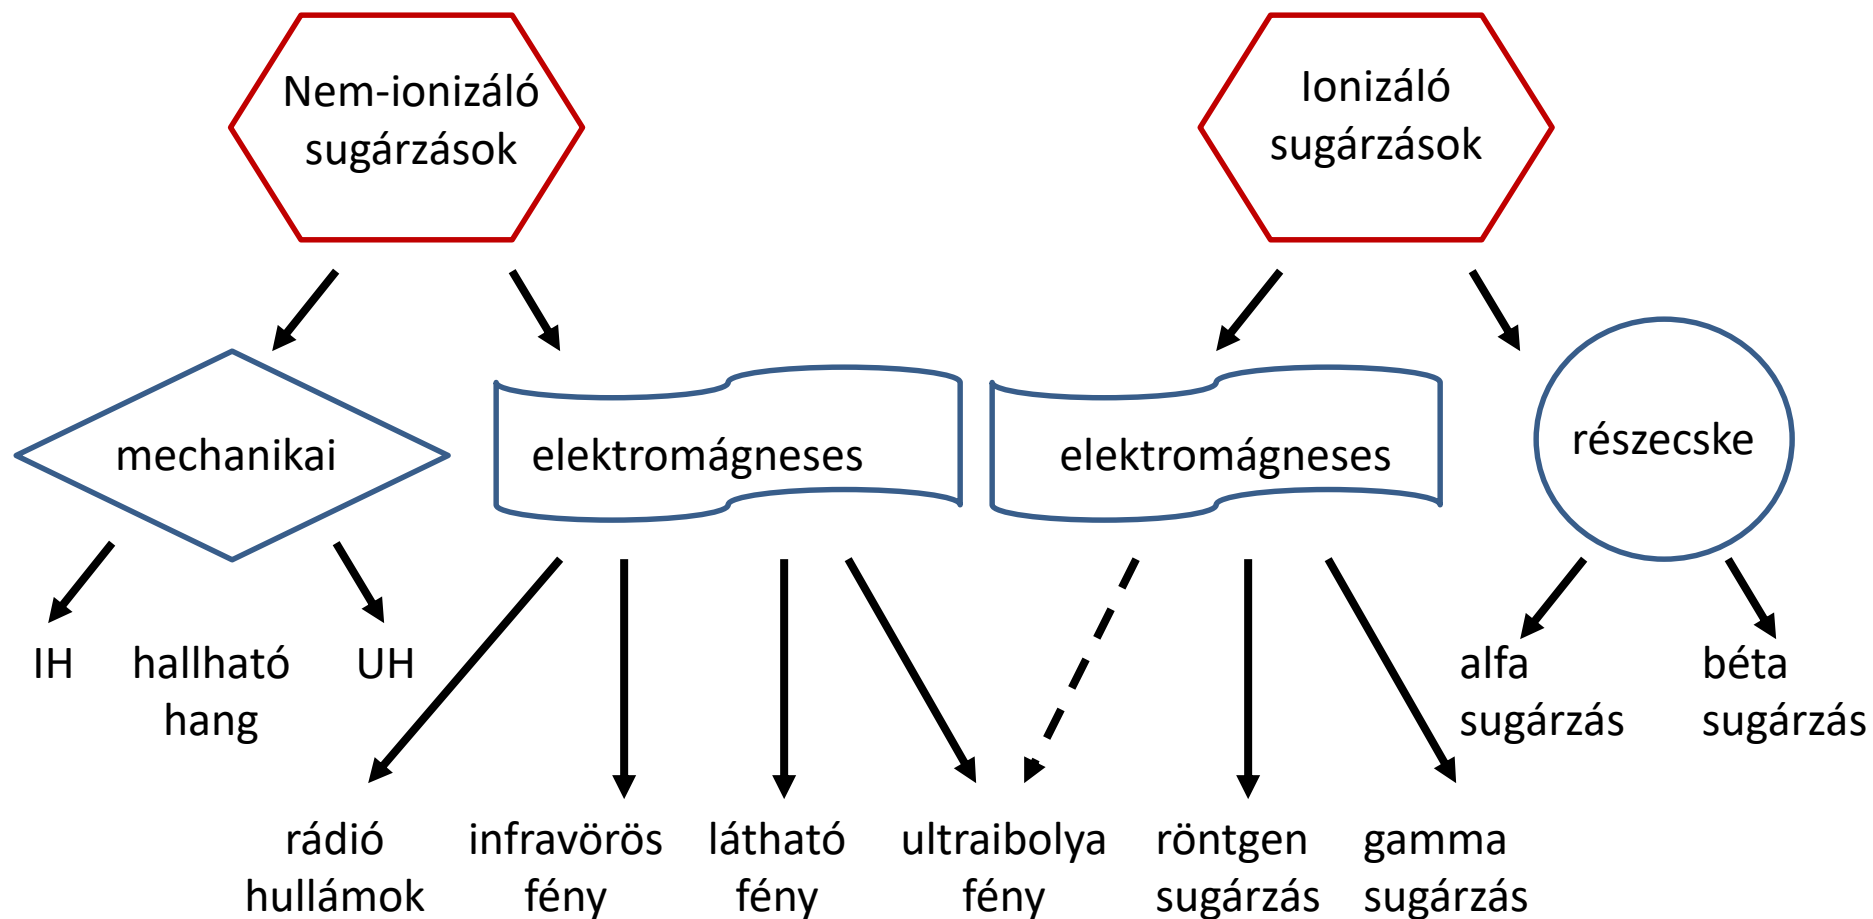 Nem-ionizáló
sugárzások
Ionizáló
sugárzások
mechanikai
elektromágneses
elektromágneses
részecske
IH
hallható
hang
UH
alfa
sugárzás
béta
sugárzás
rádió
hullámok
infravörös
fény
látható
fény
ultraibolya
fény
röntgen
sugárzás
gamma
sugárzás